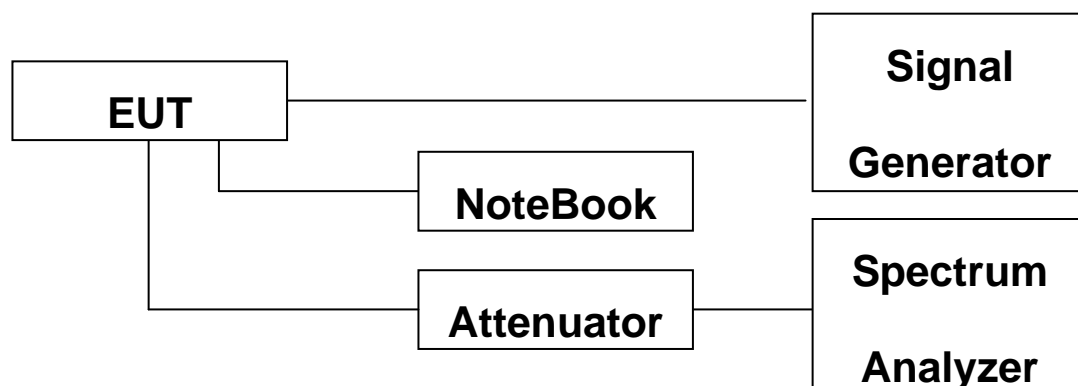 EUT
Signal
Generator
NoteBook
Attenuator
Spectrum
Analyzer